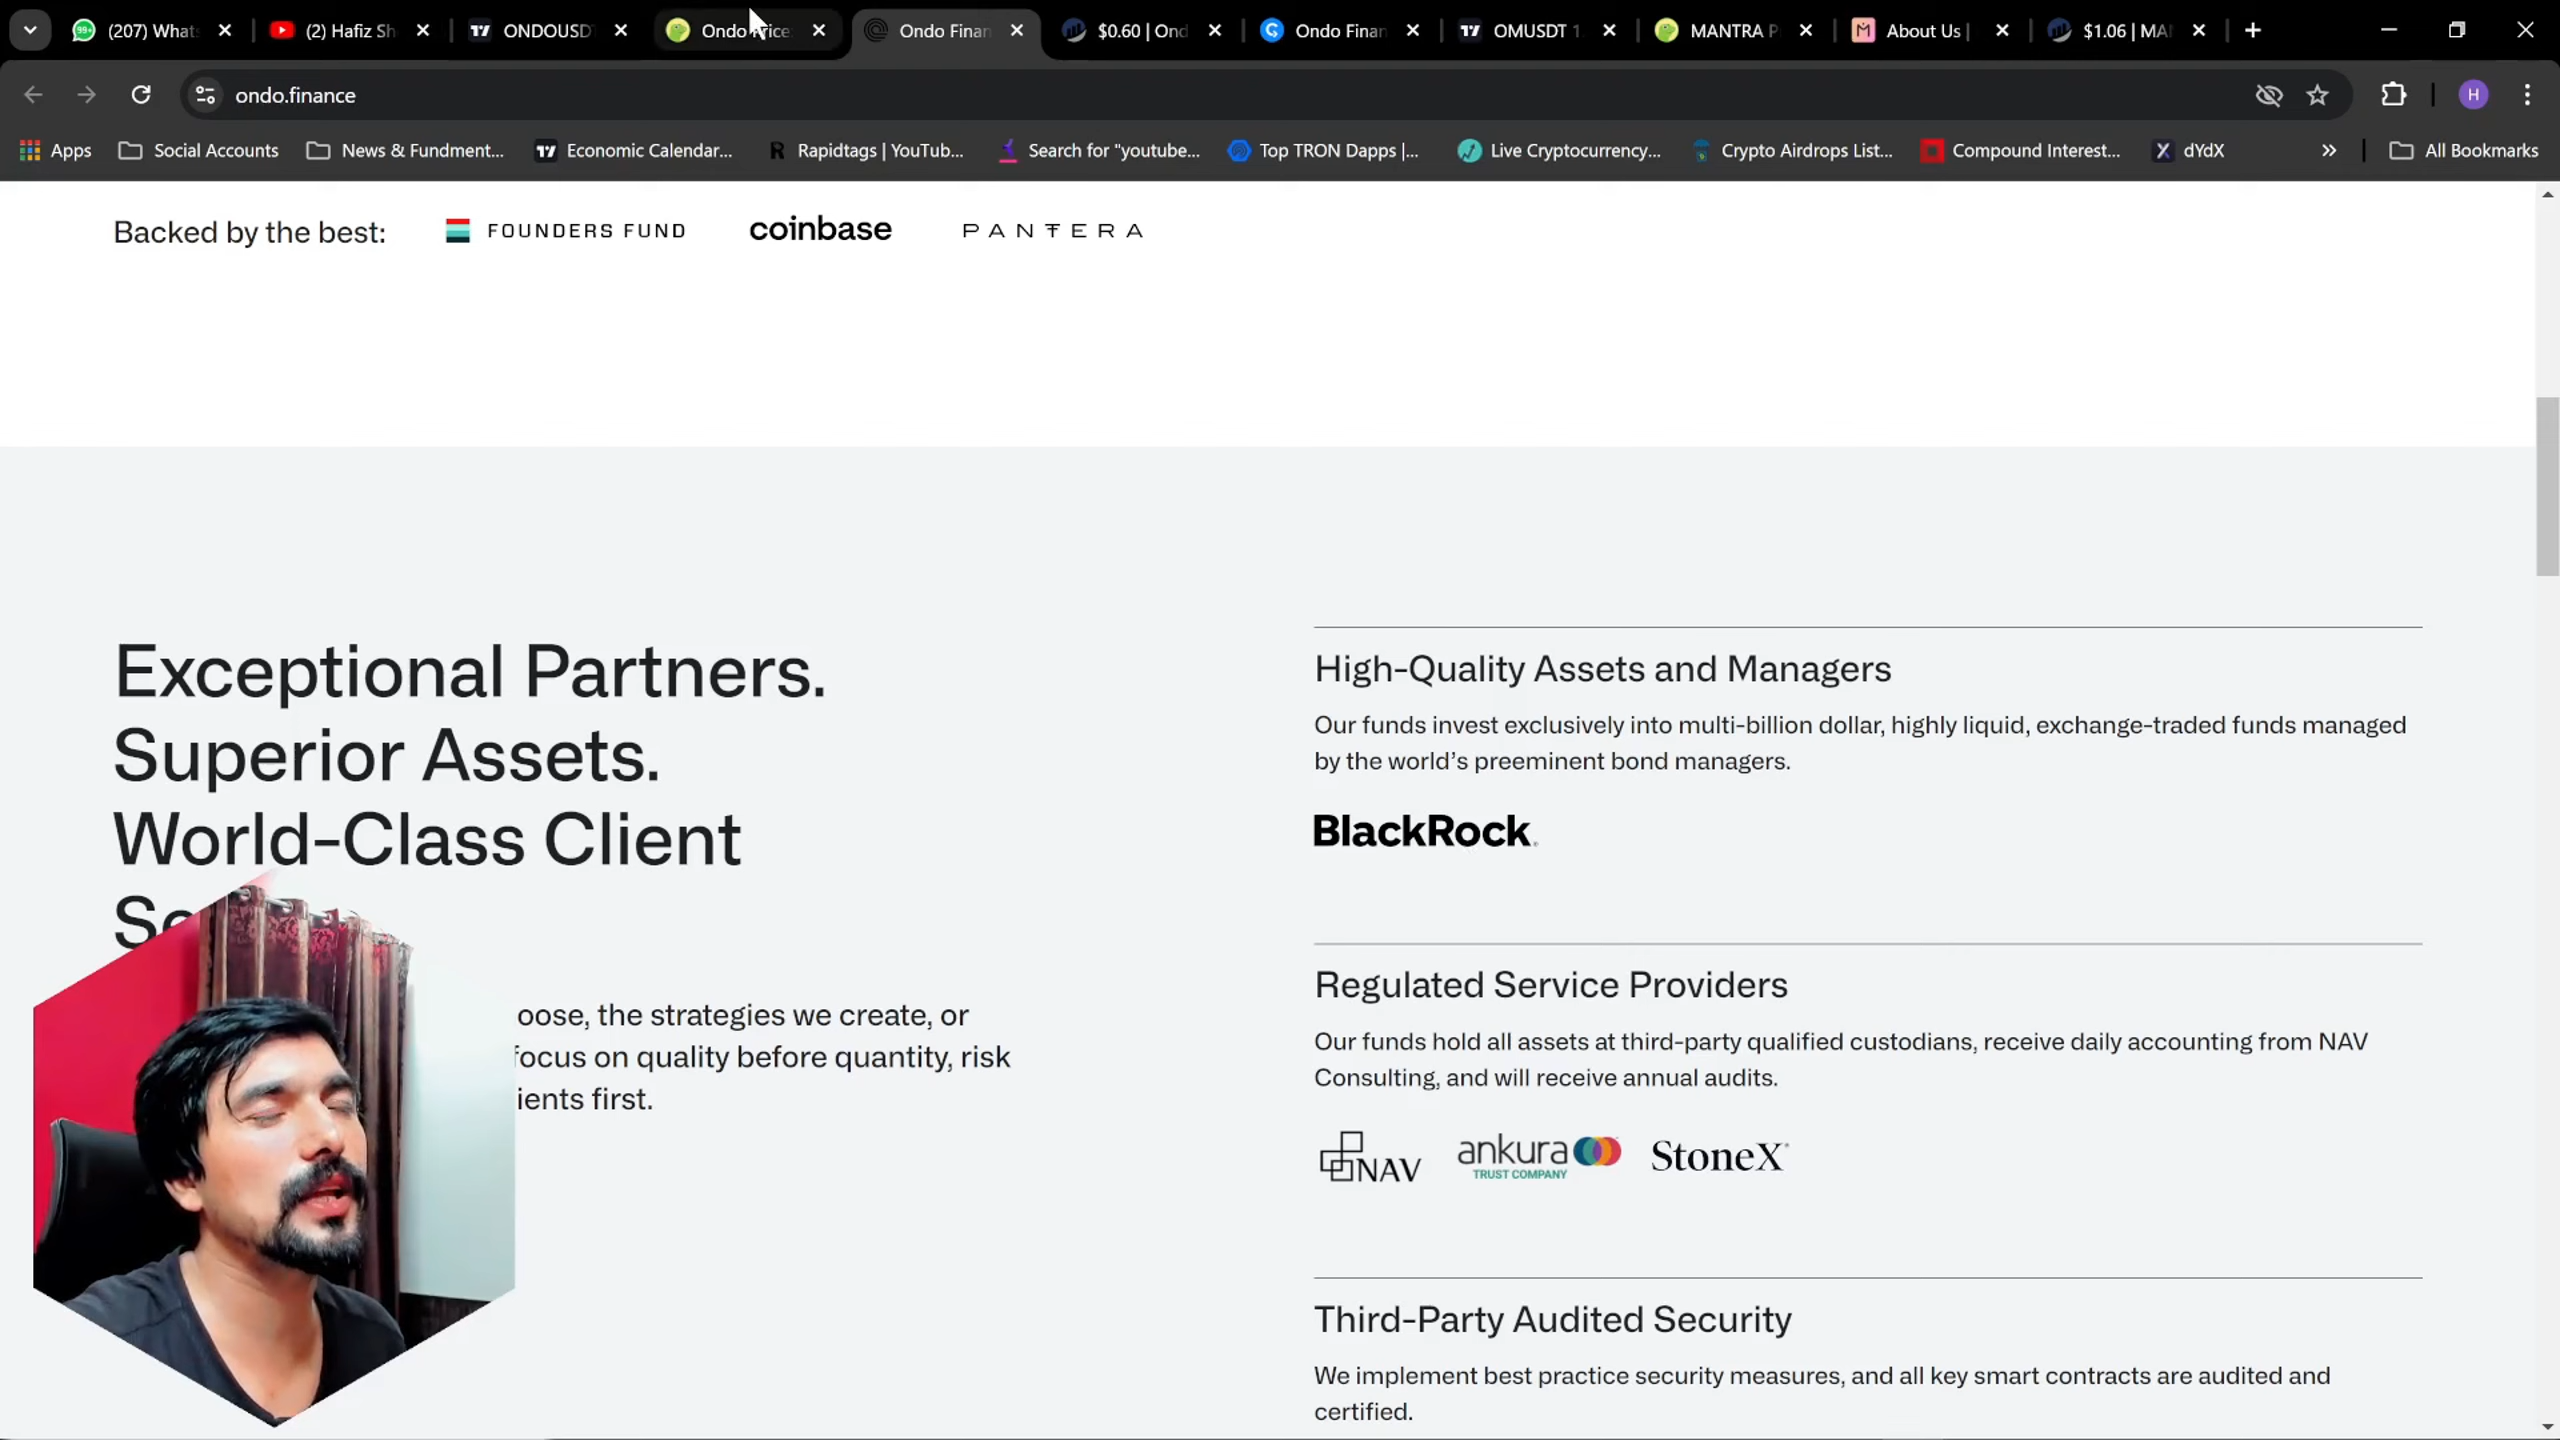 (207) Whats
(2) Hafiz Sh
ONDOUSDT
Ondo Price
Ondo Finan
$0.60 | Ond
Ondo Finan
OMUSDT 1
MANTRA P
About Us |
$1.06 | MAN
ondo.finance
H
Apps
Social Accounts
News & Fundment...
Economic Calendar...
Rapidtags | YouTub...
Search for "youtube...
Top TRON Dapps |...
Live Cryptocurrency...
Crypto Airdrops List...
Compound Interest...
dYdX
All Bookmarks
Backed by the best:
FOUNDERS FUND
coinbase
PANTERA
Exceptional Partners.
Superior Assets.
World-Class Client
Se
oose, the strategies we create, or
focus on quality before quantity, risk
ients first.
High-Quality Assets and Managers
Our funds invest exclusively into multi-billion dollar, highly liquid, exchange-traded funds managed
by the world’s preeminent bond managers.
BlackRock.
Regulated Service Providers
Our funds hold all assets at third-party qualified custodians, receive daily accounting from NAV
Consulting, and will receive annual audits.
NAV
ankura
TRUST COMPANY
StoneX
Third-Party Audited Security
We implement best practice security measures, and all key smart contracts are audited and
certified.